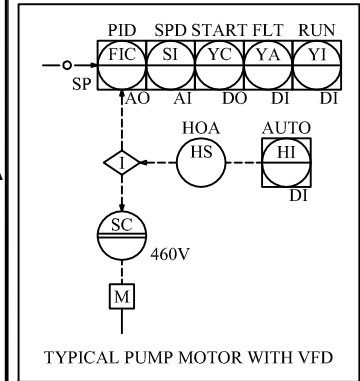 PID SPD START FLT RUN
FIC SI YC YA YI
SP AO AI DO DI DI
HOA AUTO
I HS HI
DI
SC
460V
M
TYPICAL PUMP MOTOR WITH VFD